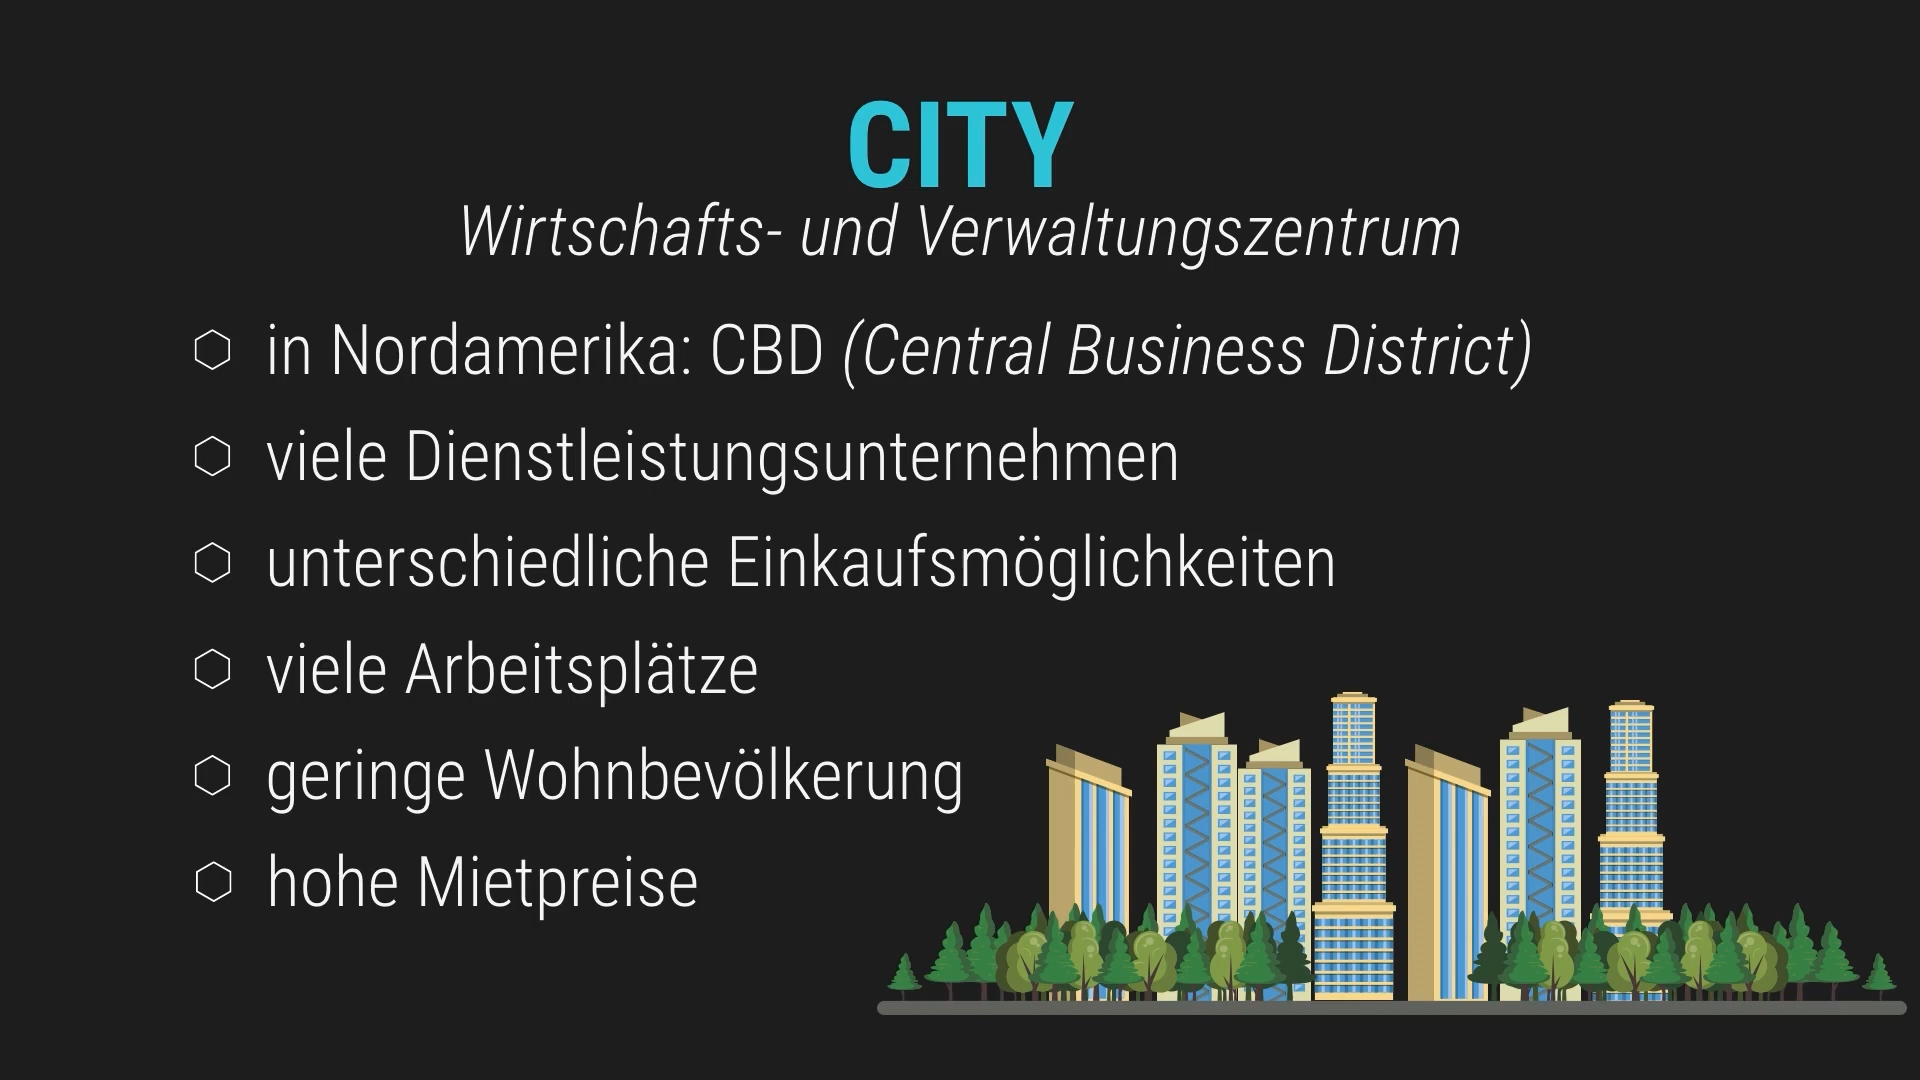 CITY
Wirtschafts- und Verwaltungszentrum
in Nordamerika: CBD (Central Business District)
viele Dienstleistungsunternehmen
unterschiedliche Einkaufsmöglichkeiten
viele Arbeitsplätze
geringe Wohnbevölkerung
hohe Mietpreise